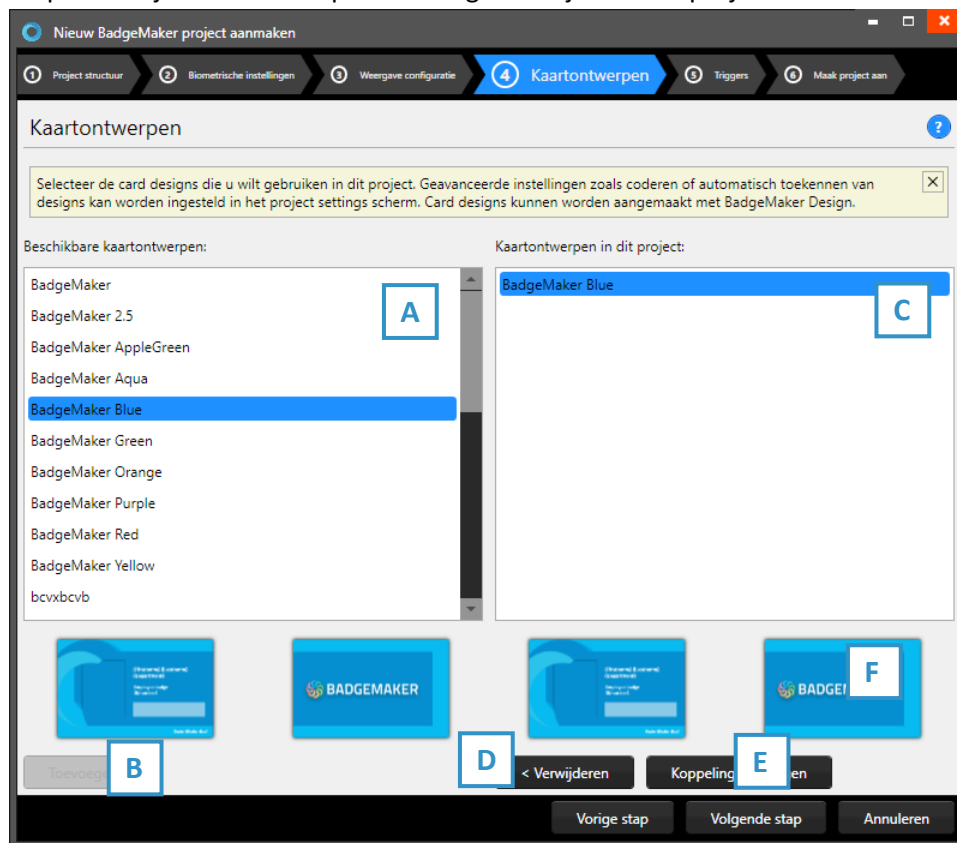 Nieuw BadgeMaker project aanmaken
1 Project structuur 2 Biometrische instellingen 3 Weergave configuratie 4 Kaartontwerpen 5 Triggers 6 Maak project aan
Kaartontwerpen ?
Selecteer de card designs die u wilt gebruiken in dit project. Geavanceerde instellingen zoals coderen of automatisch toekennen van
designs kan worden ingesteld in het project settings scherm. Card designs kunnen worden aangemaakt met BadgeMaker Design.
Beschikbare kaartontwerpen:
BadgeMaker
A
BadgeMaker 2.5
BadgeMaker AppleGreen
BadgeMaker Aqua
BadgeMaker Blue
BadgeMaker Green
BadgeMaker Orange
BadgeMaker Purple
BadgeMaker Red
BadgeMaker Yellow
bcvxbcvb
Kaartontwerpen in dit project:
BadgeMaker Blue
C
BADGEMAKER
F
B
D
< Verwijderen
E
Vorige stap Volgende stap Annuleren